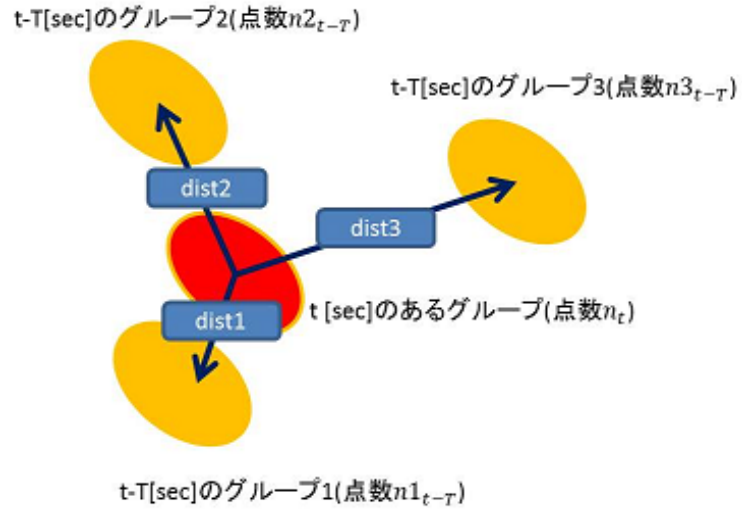 t-T[sec]のグループ2(点数n2_{t-T})
t-T[sec]のグループ3(点数n3_{t-T})
dist2
dist3
t [sec]のあるグループ(点数n_t)
dist1
t-T[sec]のグループ1(点数n1_{t-T})